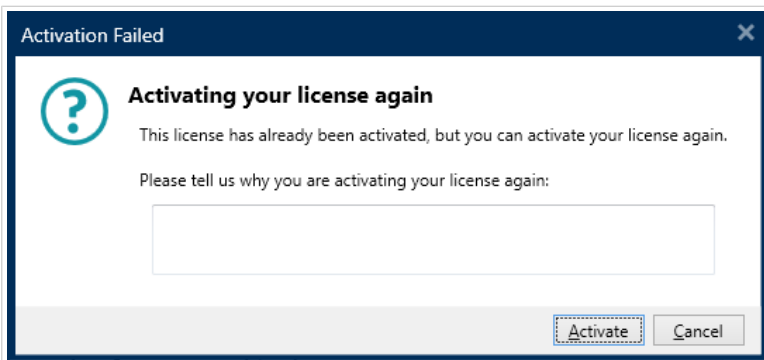 Activation Failed
Activating your license again
This license has already been activated, but you can activate your license again.
Please tell us why you are activating your license again:
Activate
Cancel